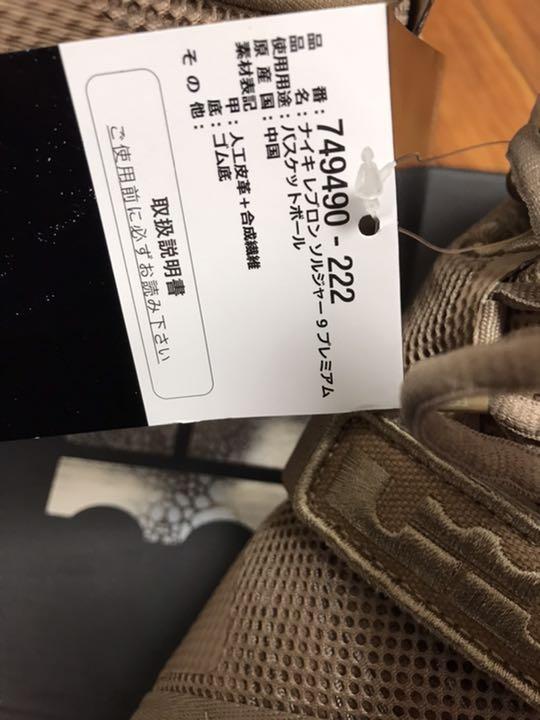 品番：749490-222
品名：ナイキ レブロン ソルジャー 9 プレミアム
使用用途：バスケットボール
原産国：中国
素材表記
甲：人工皮革＋合成繊維
底：ゴム底
その他：
取扱説明書
ご使用前に必ずお読み下さい